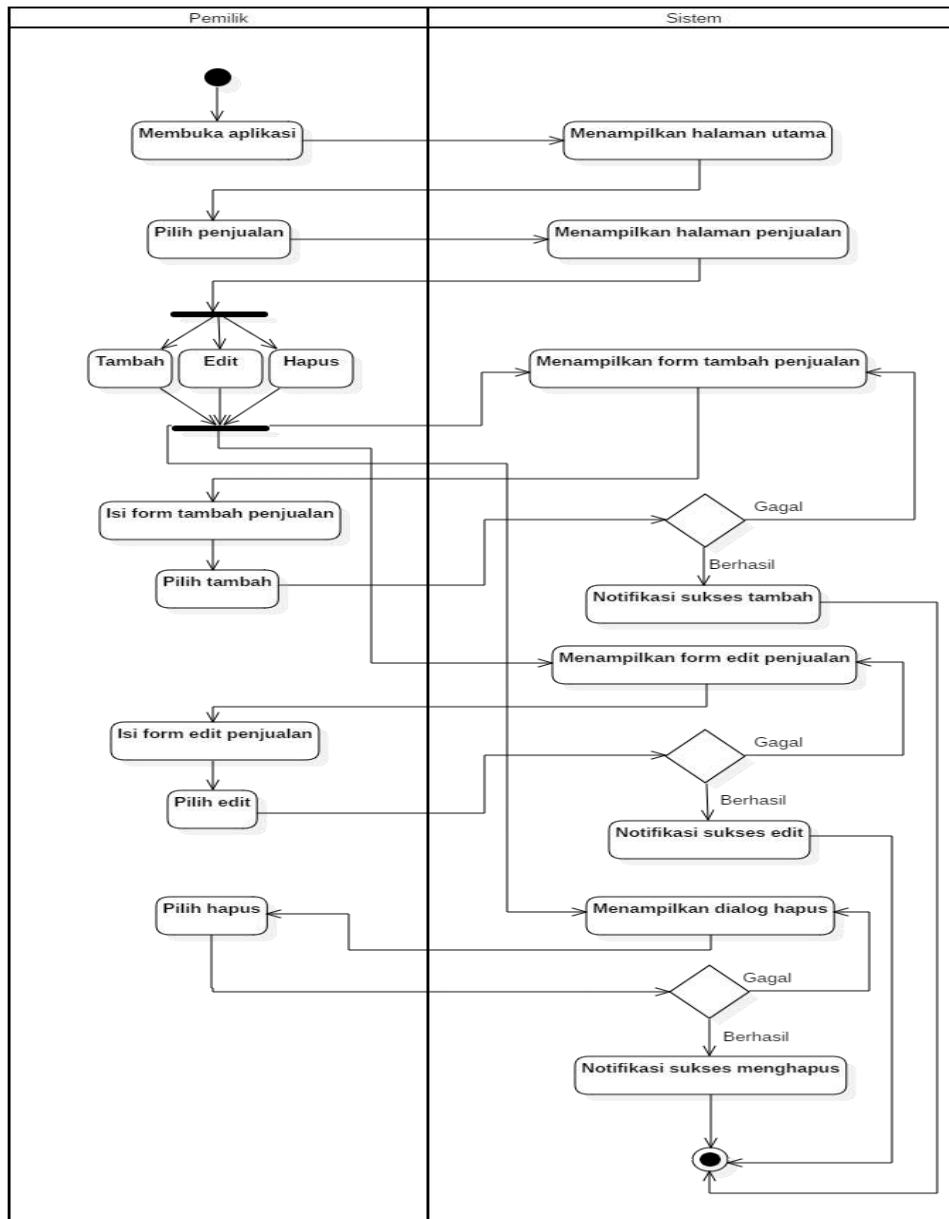 Pemilik
Sistem
Membuka aplikasi
Menampilkan halaman utama
Pilih penjualan
Menampilkan halaman penjualan
Tambah
Edit
Hapus
Menampilkan form tambah penjualan
Isi form tambah penjualan
Gagal
Pilih tambah
Berhasil
Notifikasi sukses tambah
Menampilkan form edit penjualan
Isi form edit penjualan
Gagal
Pilih edit
Berhasil
Notifikasi sukses edit
Pilih hapus
Menampilkan dialog hapus
Gagal
Berhasil
Notifikasi sukses menghapus